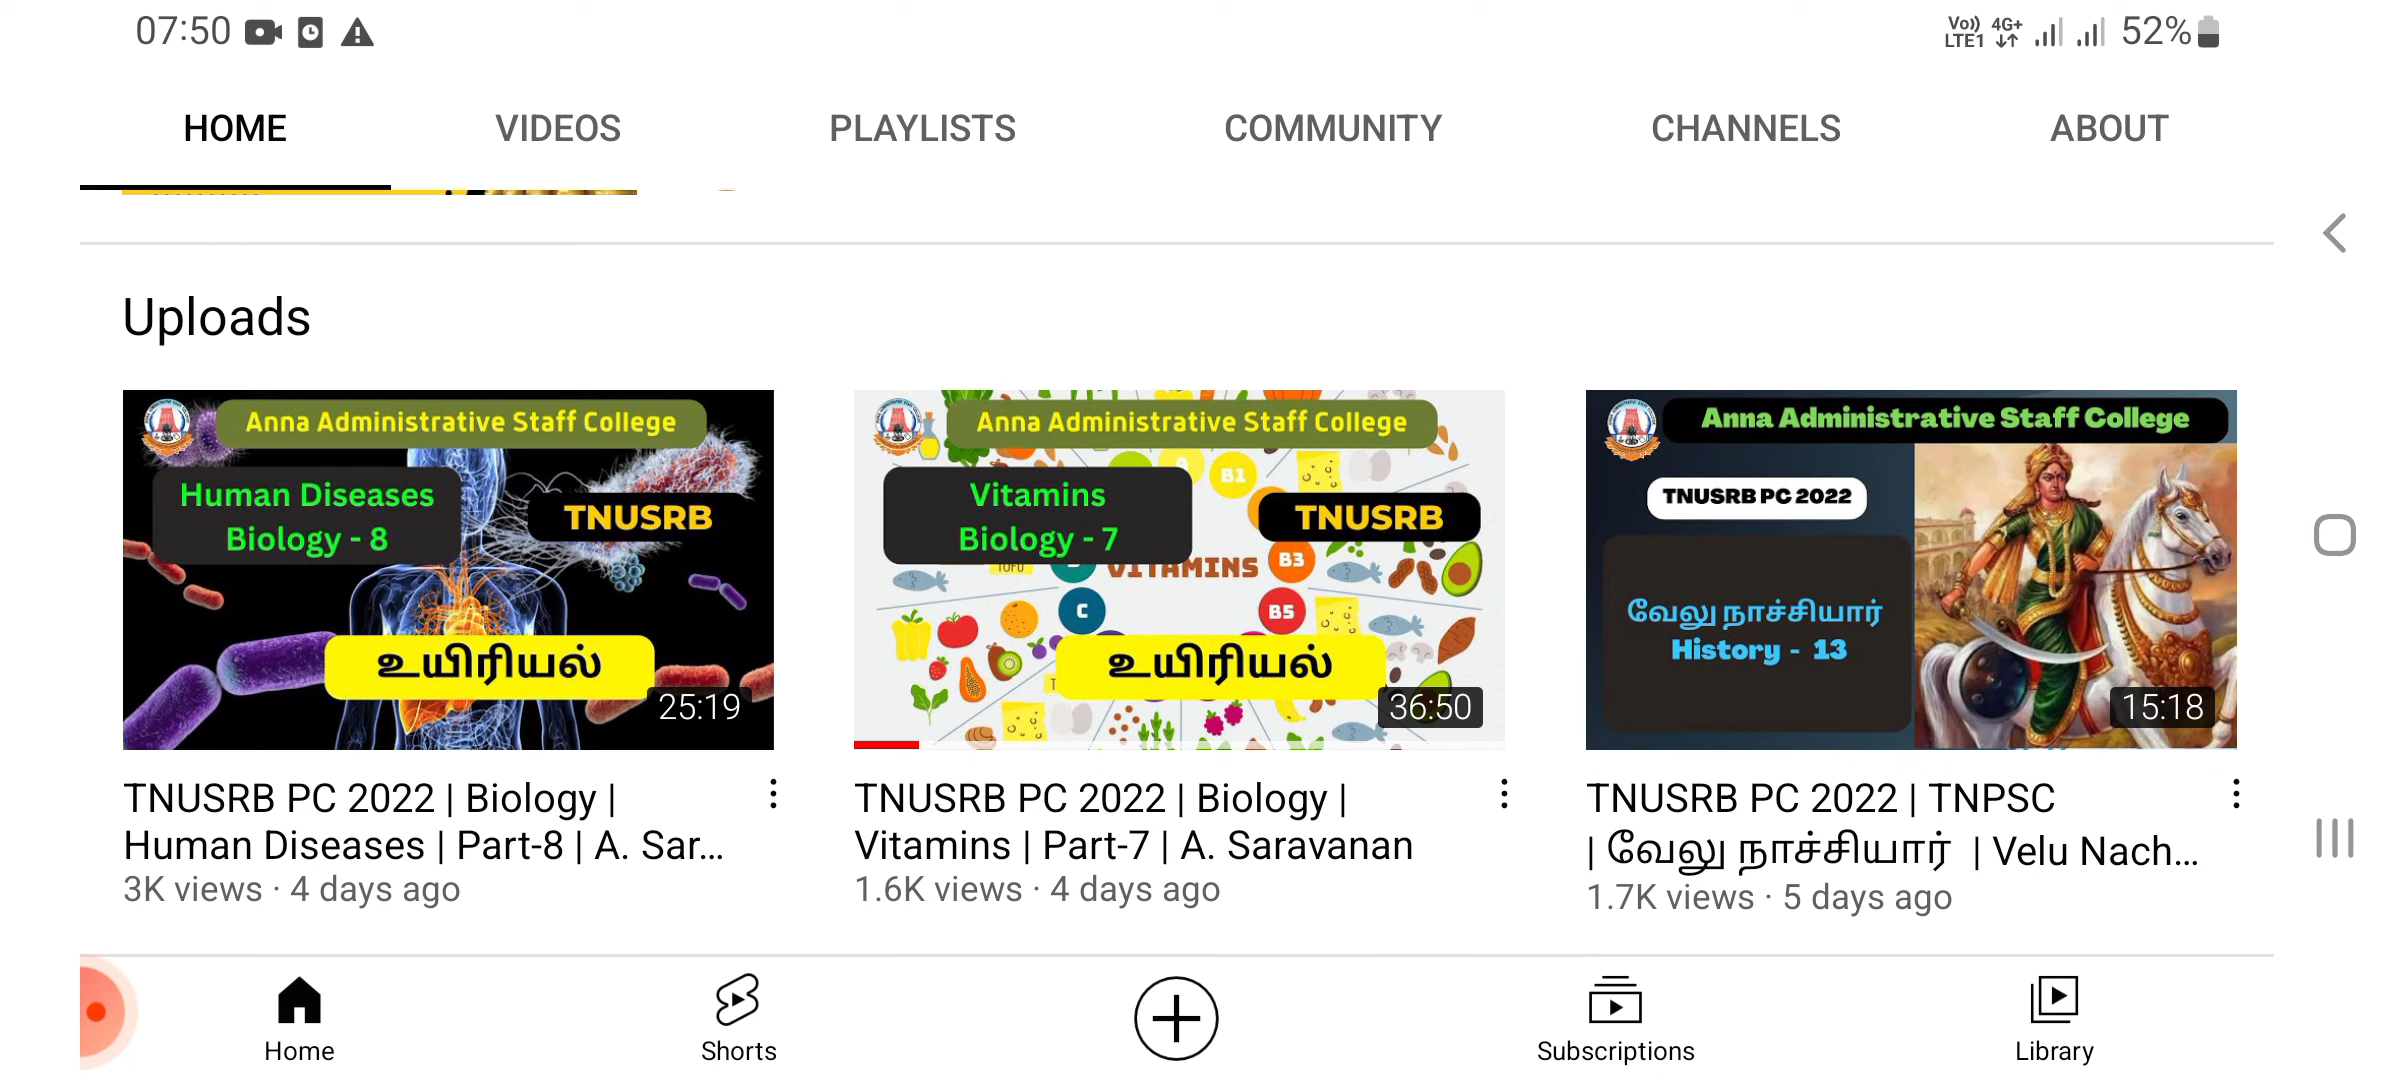 07:50
Vo)) LTE1 4G+ 52%
HOME VIDEOS PLAYLISTS COMMUNITY CHANNELS ABOUT
Uploads
Anna Administrative Staff College
Human Diseases
Biology - 8
TNUSRB
உயிரியல்
25:19
Anna Administrative Staff College
Vitamins
Biology - 7
TNUSRB
B1
VITAMINS
B3
C
B5
உயிரியல்
36:50
Anna Administrative Staff College
TNUSRB PC 2022
வேலு நாச்சியார்
History - 13
15:18
TNUSRB PC 2022 | Biology |
Human Diseases | Part-8 | A. Sar...
3K views · 4 days ago
TNUSRB PC 2022 | Biology |
Vitamins | Part-7 | A. Saravanan
1.6K views · 4 days ago
TNUSRB PC 2022 | TNPSC
| வேலு நாச்சியார் | Velu Nach...
1.7K views · 5 days ago
Home Shorts Subscriptions Library